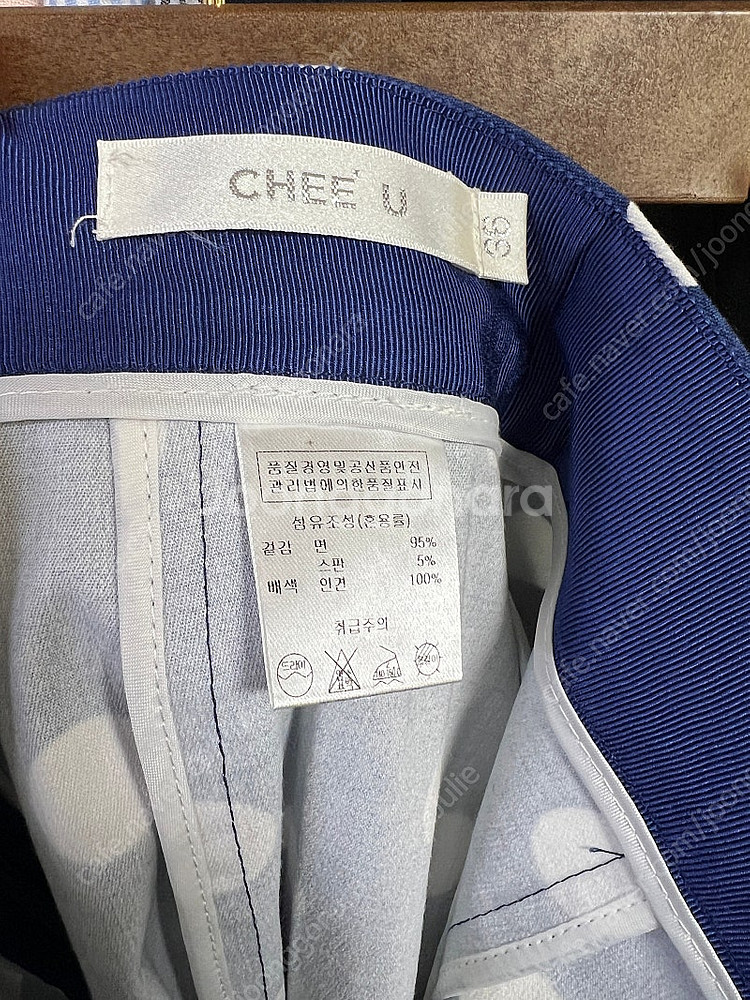 CHEE' U
36
품질경영및공산품안전
관리법에의한품질표시
섬유조성(혼용률)
겉감 면 95%
스판 5%
배색 인견 100%
취급주의
드라이